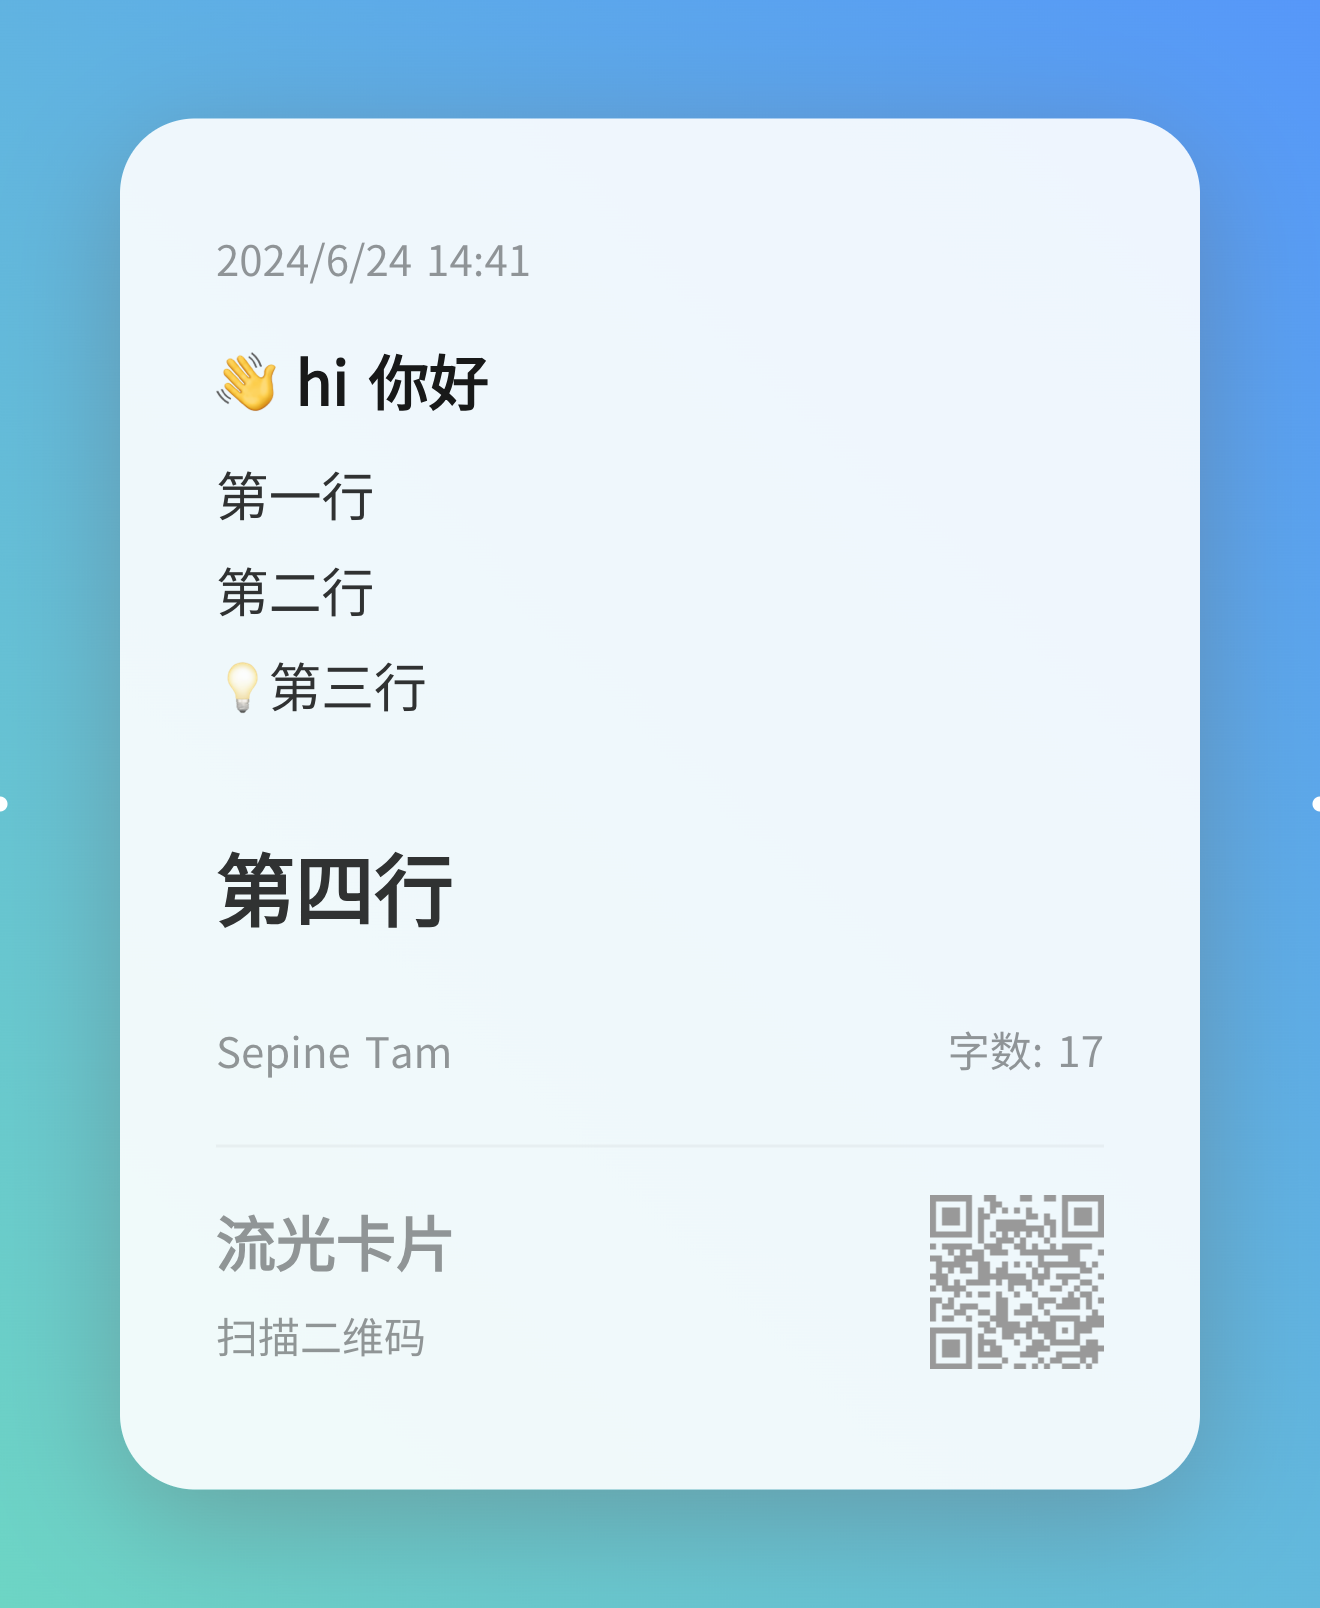 2024/6/24 14:41
👋 hi 你好
第一行
第二行
💡第三行
第四行
Sepine Tam
字数: 17
流光卡片
扫描二维码